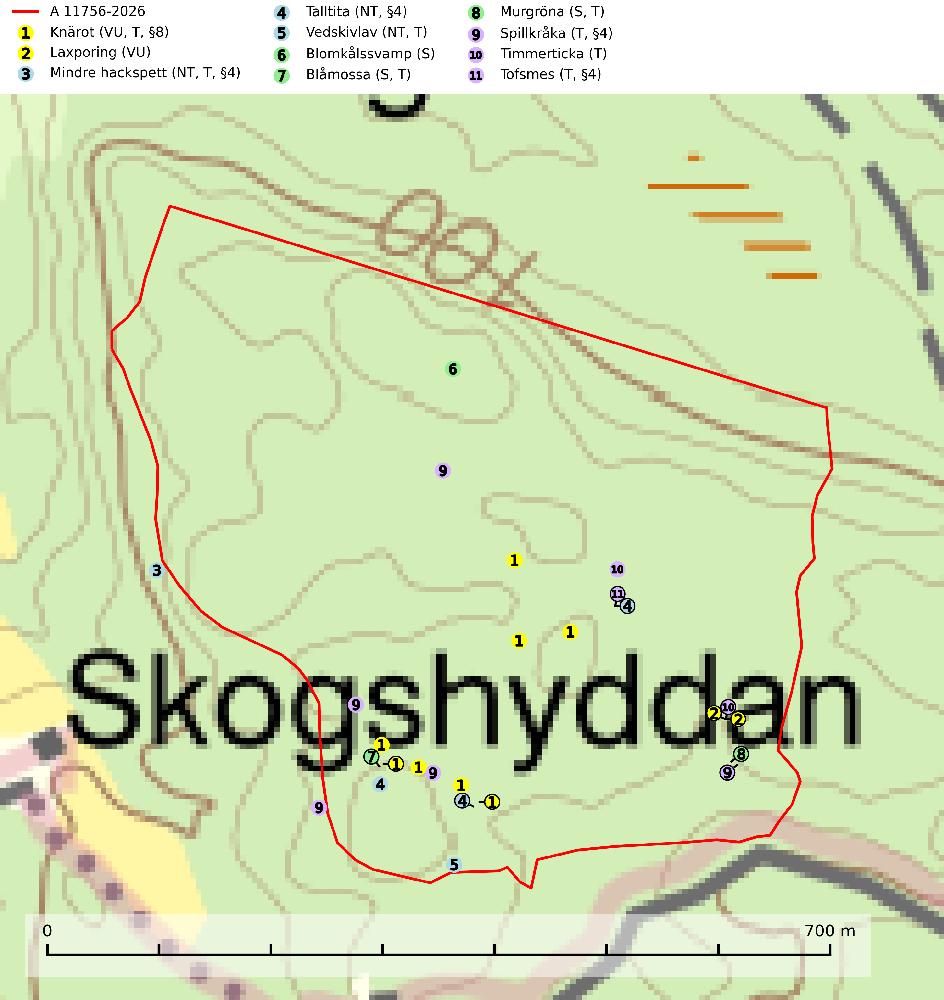 A 11756-2026
1 Knärot (VU, T, §8)
2 Laxporing (VU)
3 Mindre hackspett (NT, T, §4)
4 Talltita (NT, §4)
5 Vedskivlav (NT, T)
6 Blomkålssvamp (S)
7 Blåmossa (S, T)
8 Murgröna (S, T)
9 Spillkråka (T, §4)
10 Timmerticka (T)
11 Tofsmes (T, §4)
6
9
1
3
10
11
4
1
1
Skogshyddan
9
2 10 2
1
7 1 1 9
8
9
4
1
4 1
9
5
0 700 m